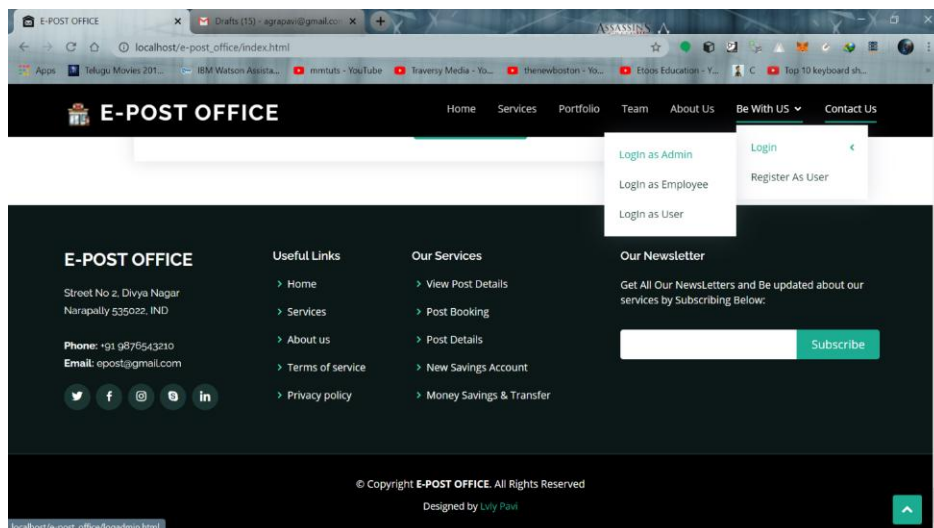 E-POST OFFICE
Drafts (15) - agrapavi@gmail.com
ASSASSINS
localhost/e-post_office/index.html
Apps
Telugu Movies 201...
IBM Watson Assista...
mmtuts - YouTube
Traversy Media - Yo...
thenewboston - Yo...
Etoos Education - Y...
C
Top 10 keyboard sh...
E-POST OFFICE
Home Services Portfolio Team About Us Be With US Contact Us
LogIn as Admin
LogIn as Employee
LogIn as User
Login
Register As User
E-POST OFFICE
Street No 2, Divya Nagar
Narapally 535022, IND
Phone: +91 9876543210
Email: epost@gmail.com
Useful Links
Home
Services
About us
Terms of service
Privacy policy
Our Services
View Post Details
Post Booking
Post Details
New Savings Account
Money Savings & Transfer
Our Newsletter
Get All Our NewsLetters and Be updated about our
services by Subscribing Below:
Subscribe
© Copyright E-POST OFFICE. All Rights Reserved
Designed by Lvly Pavi
localhost/e-post_office/logadmin.html